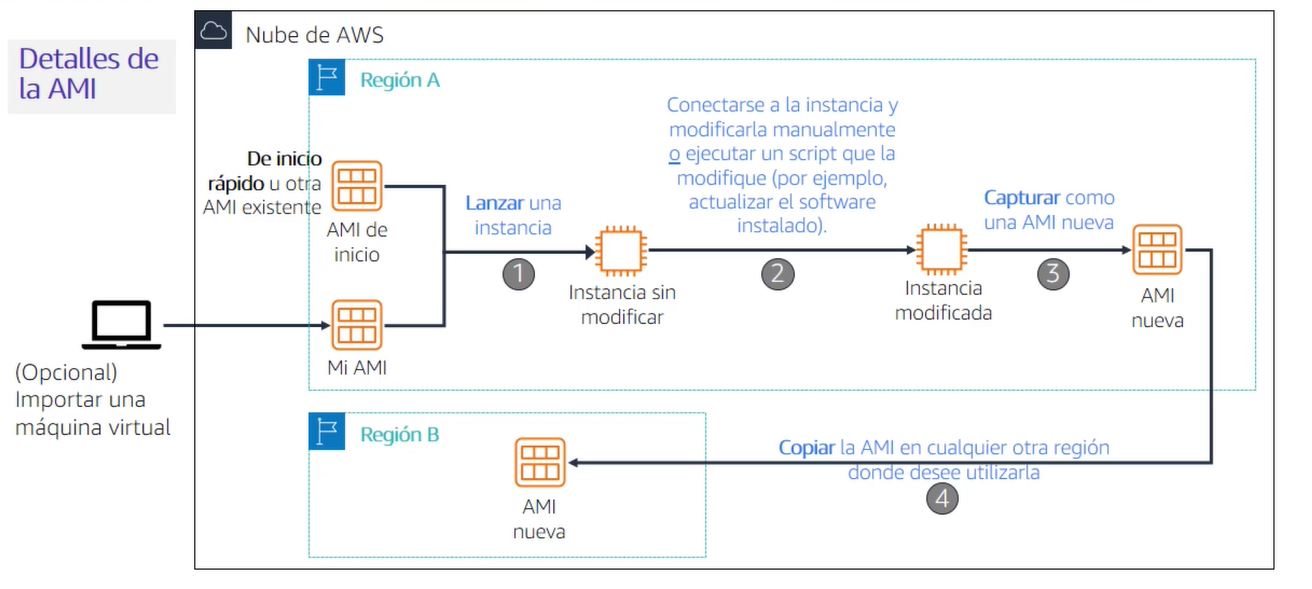 Detalles de
la AMI
Nube de AWS
Región A
De inicio
rápido u otra
AMI existente
AMI de
inicio
Mi AMI
(Opcional)
Importar una
máquina virtual
Lanzar una
instancia
1
Instancia sin
modificar
Conectarse a la instancia y
modificarla manualmente
o ejecutar un script que la
modifique (por ejemplo,
actualizar el software
instalado).
2
Instancia
modificada
Capturar como
una AMI nueva
3
AMI
nueva
Región B
AMI
nueva
Copiar la AMI en cualquier otra región
donde desee utilizarla
4